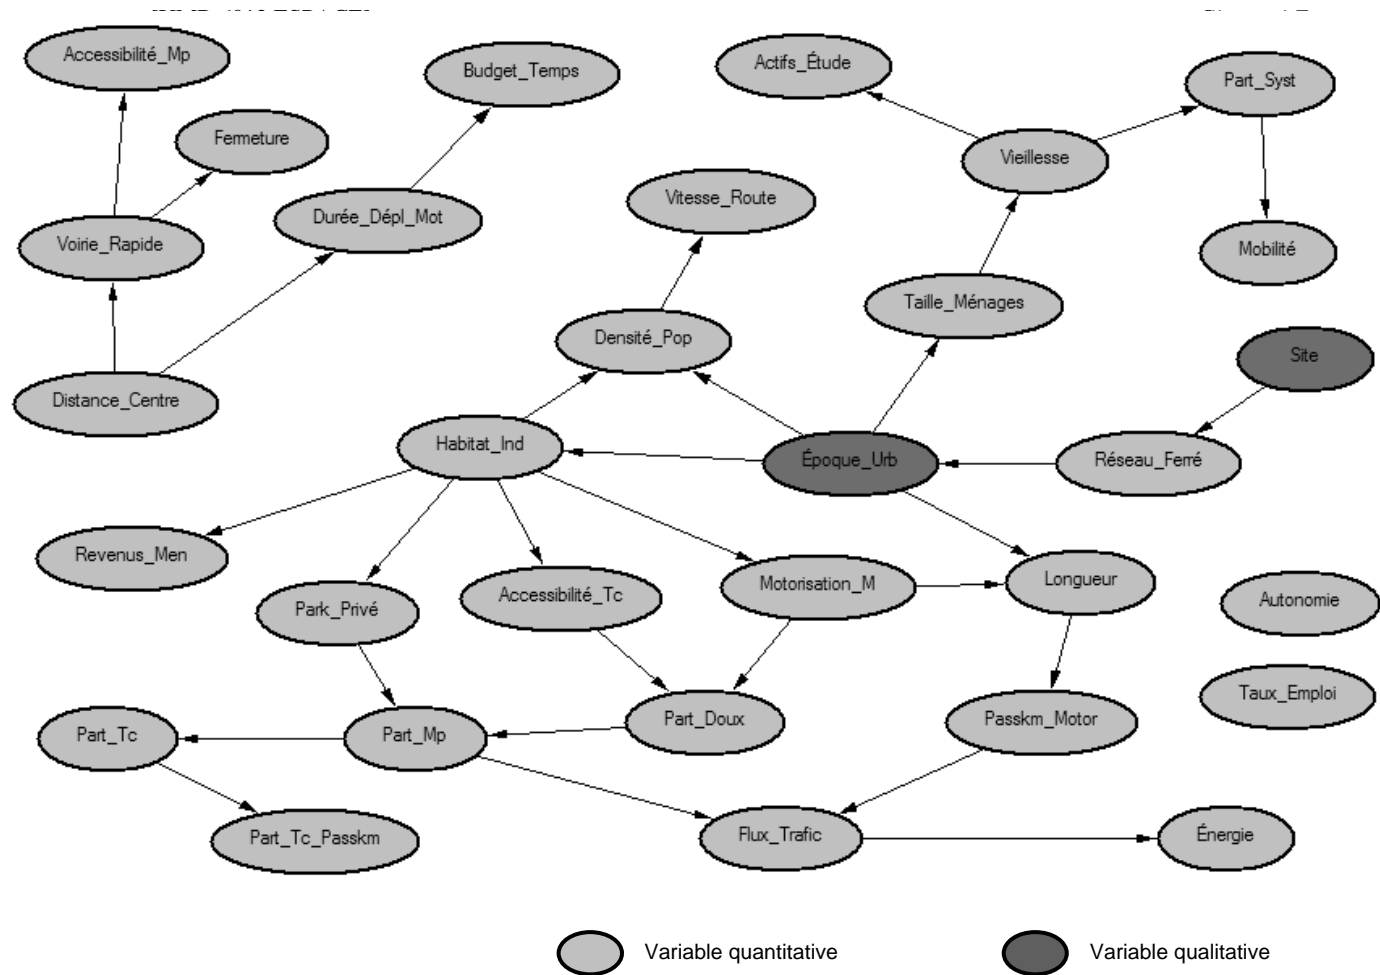 Accessibilité_Mp
Budget_Temps
Actifs_Étude
Part_Syst
Fermeture
Vieillesse
Vitesse_Route
Durée_Dépl_Mot
Voirie_Rapide
Mobilité
Taille_Ménages
Densité_Pop
Site
Distance_Centre
Habitat_Ind
Époque_Urb
Réseau_Ferré
Revenus_Men
Accessibilité_Tc
Motorisation_M
Longueur
Park_Privé
Autonomie
Taux_Emploi
Part_Tc
Part_Mp
Part_Doux
Passkm_Motor
Part_Tc_Passkm
Flux_Trafic
Énergie
Variable quantitative
Variable qualitative